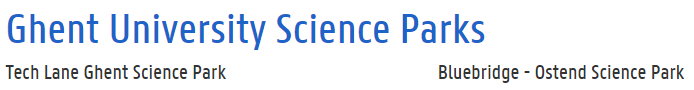 Ghent University Science Parks
Tech Lane Ghent Science Park Bluebridge - Ostend Science Park